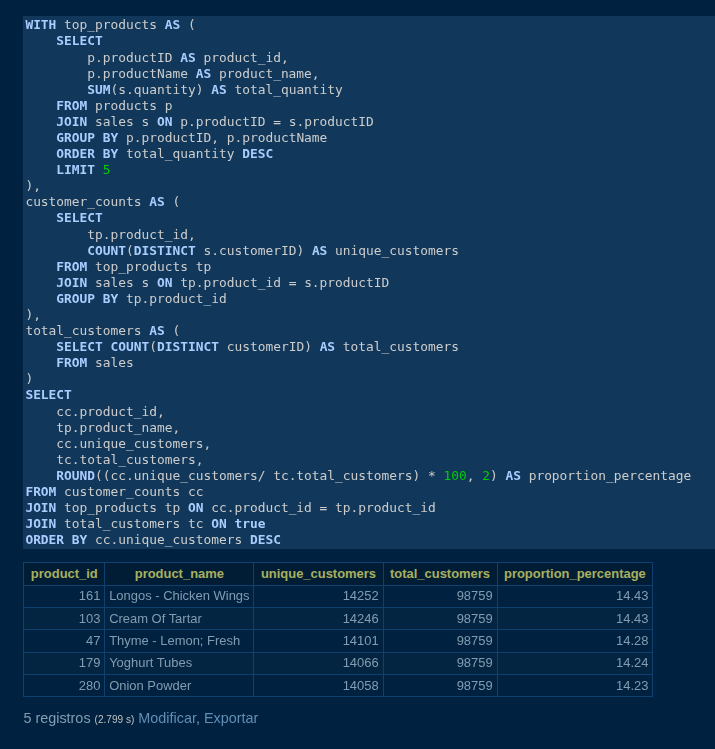 WITH top_products AS (
    SELECT
        p.productID AS product_id,
        p.productName AS product_name,
        SUM(s.quantity) AS total_quantity
    FROM products p
    JOIN sales s ON p.productID = s.productID
    GROUP BY p.productID, p.productName
    ORDER BY total_quantity DESC
    LIMIT 5
),
customer_counts AS (
    SELECT
        tp.product_id,
        COUNT(DISTINCT s.customerID) AS unique_customers
    FROM top_products tp
    JOIN sales s ON tp.product_id = s.productID
    GROUP BY tp.product_id
),
total_customers AS (
    SELECT COUNT(DISTINCT customerID) AS total_customers
    FROM sales
)
SELECT
    cc.product_id,
    tp.product_name,
    cc.unique_customers,
    tc.total_customers,
    ROUND((cc.unique_customers/ tc.total_customers) * 100, 2) AS proportion_percentage
FROM customer_counts cc
JOIN top_products tp ON cc.product_id = tp.product_id
JOIN total_customers tc ON true
ORDER BY cc.unique_customers DESC
product_id product_name unique_customers total_customers proportion_percentage
161 Longos - Chicken Wings 14252 98759 14.43
103 Cream Of Tartar 14246 98759 14.43
47 Thyme - Lemon; Fresh 14101 98759 14.28
179 Yoghurt Tubes 14066 98759 14.24
280 Onion Powder 14058 98759 14.23
5 registros (2.799 s) Modificar, Exportar